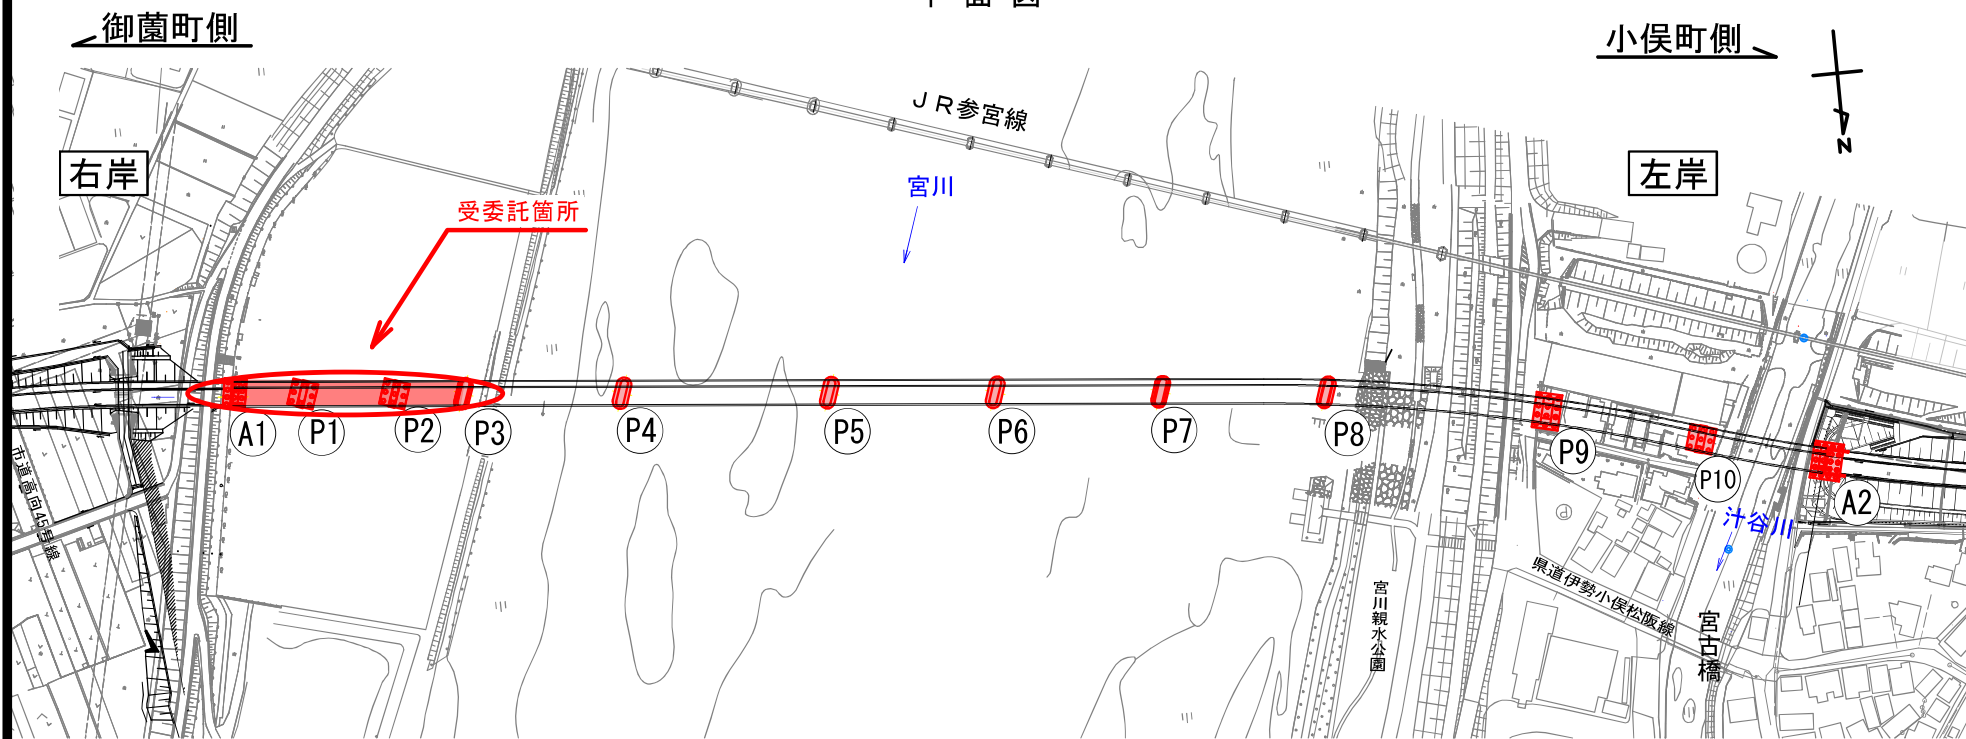 平面図
御薗町側
小俣町側
N
右岸
左岸
JR参宮線
宮川
受委託箇所
A1
P1
P2
P3
P4
P5
P6
P7
P8
P9
P10
A2
市道高向45号線
汁谷川
県道伊勢小俣松阪線
宮川親水公園
宮古橋